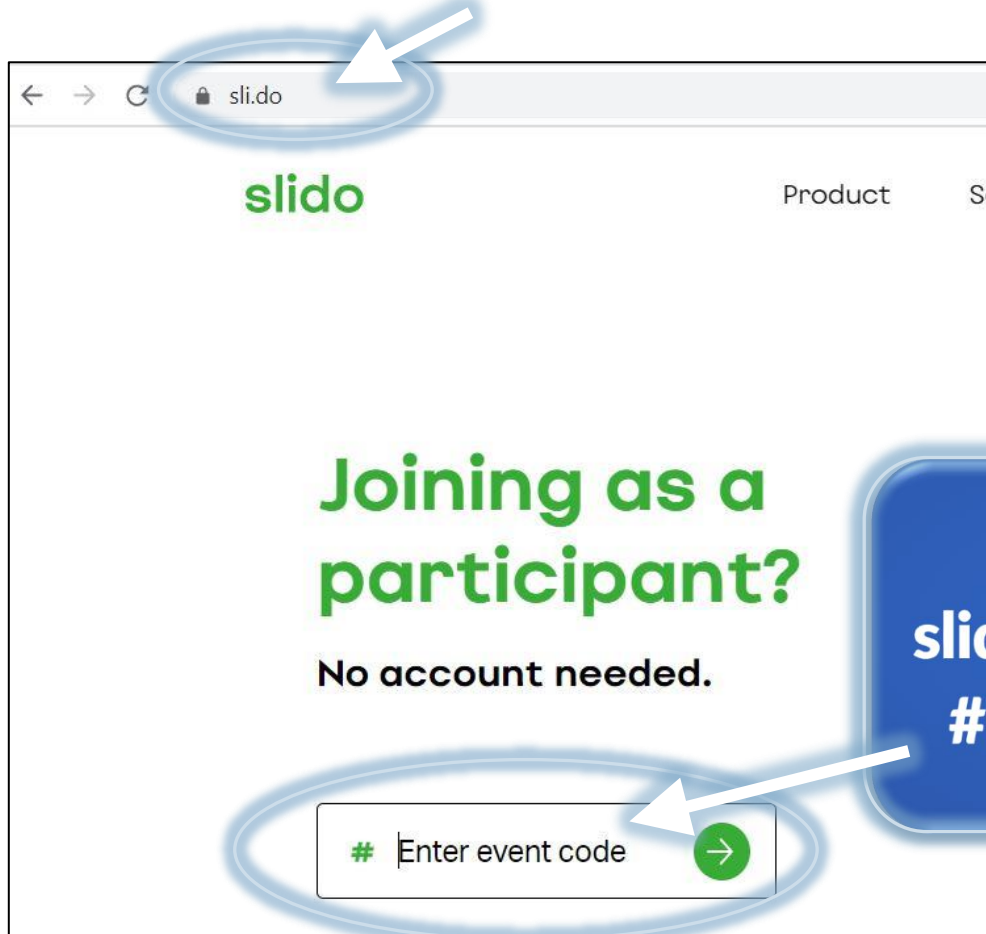 sli.do
slido
Product
Joining as a
participant?
No account needed.
#
# Enter event code